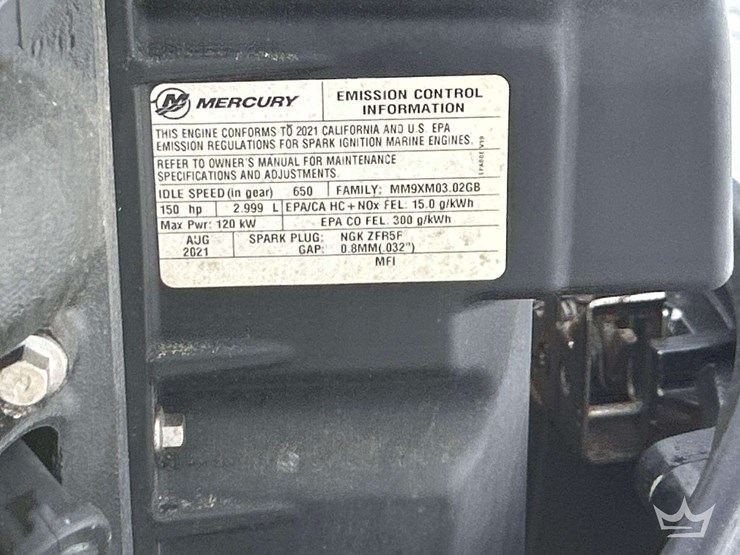 MERCURY
EMISSION CONTROL
INFORMATION
THIS ENGINE CONFORMS TO 2021 CALIFORNIA AND U.S EPA
EMISSION REGULATIONS FOR SPARK IGNITION MARINE ENGINES.
REFER TO OWNER'S MANUAL FOR MAINTENANCE
SPECIFICATIONS AND ADJUSTMENTS.
IDLE SPEED (in gear) 650 FAMILY: MM9XM03.02GB
150 hp 2.999 L EPA/CA HC+NOx FEL: 15.0 g/kWh
Max Pwr: 120 kW EPA CO FEL: 300 g/kWh
AUG SPARK PLUG: NGK ZFR5F
2021 GAP: 0.8MM(.032")
MFI